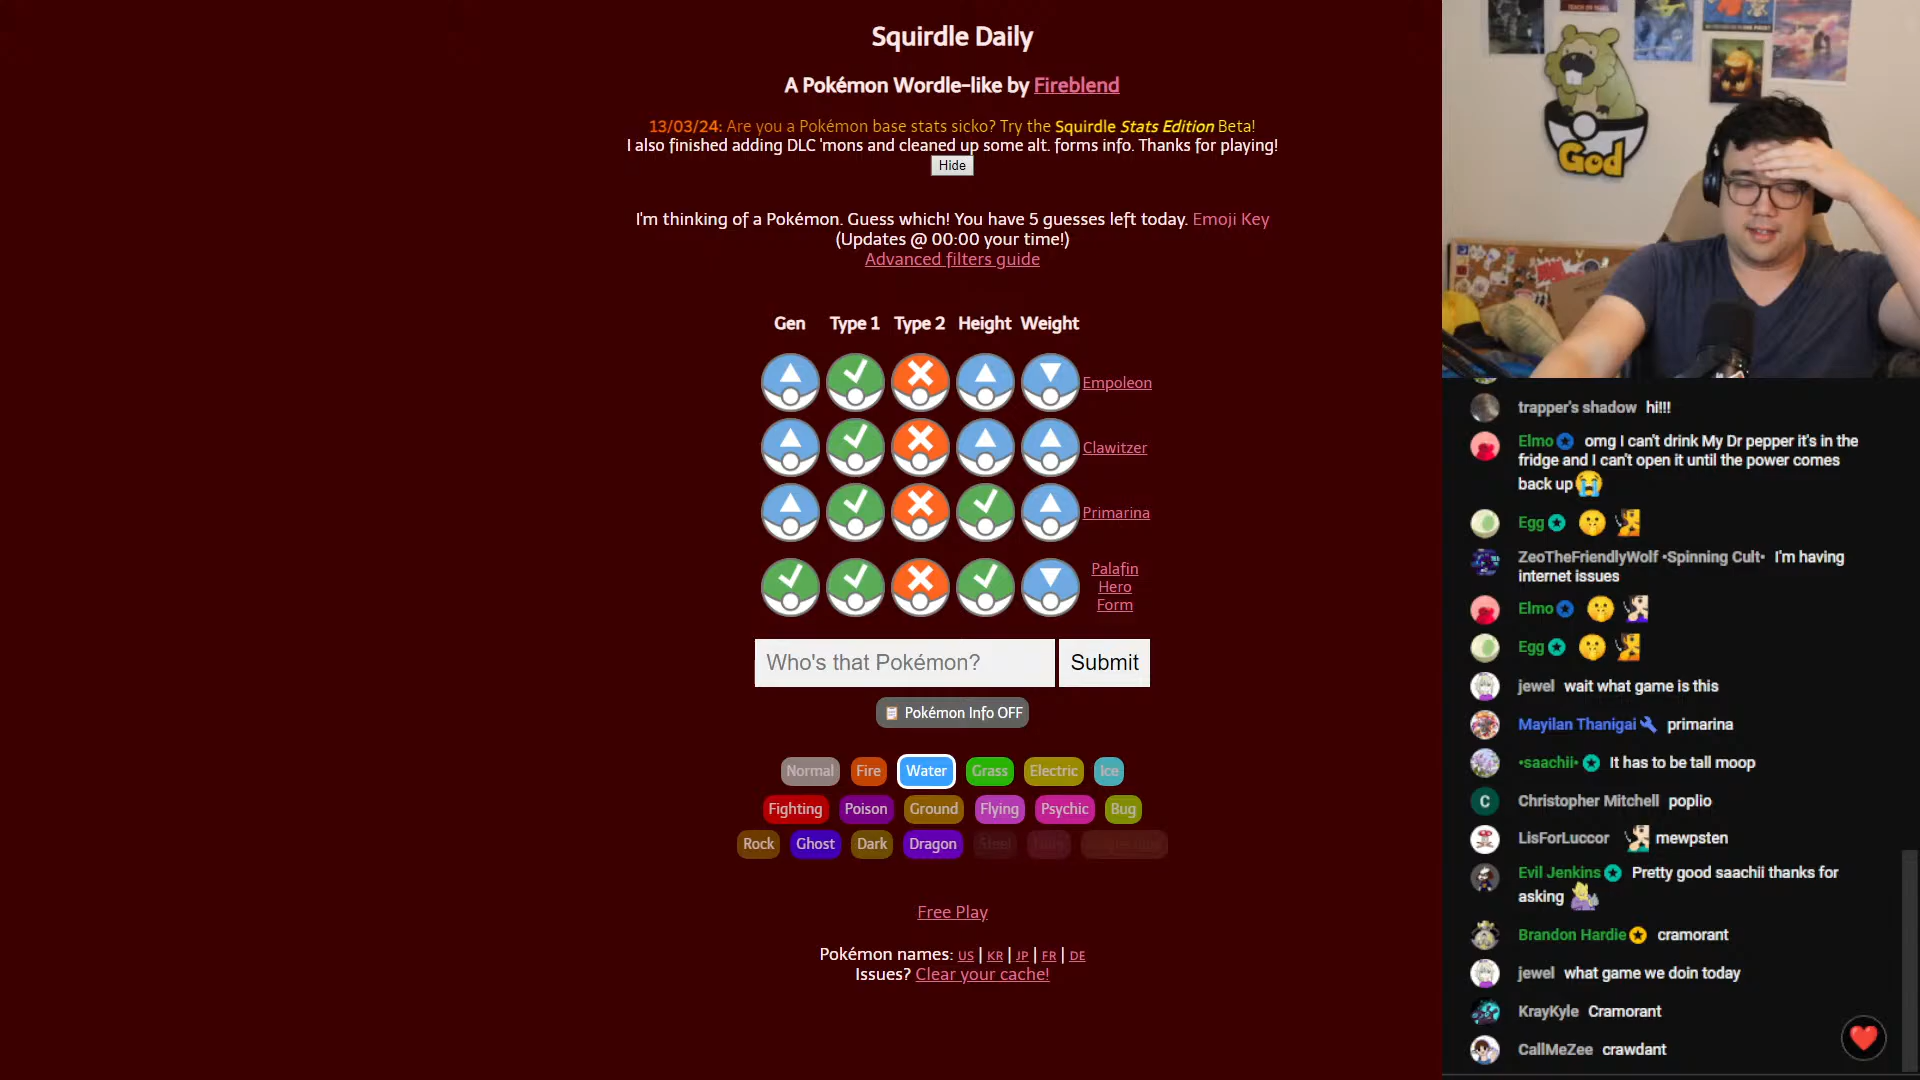 Squirdle Daily
A Pokémon Wordle-like by Fireblend
13/03/24: Are you a Pokémon base stats sicko? Try the Squirdle Stats Edition Beta!
I also finished adding DLC 'mons and cleaned up some alt. forms info. Thanks for playing!
Hide
I'm thinking of a Pokémon. Guess which! You have 5 guesses left today. Emoji Key
(Updates @ 00:00 your time!)
Advanced filters guide
Gen Type 1 Type 2 Height Weight
Empoleon
Clawitzer
Primarina
Palafin
Hero
Form
Who's that Pokémon? Submit
Pokémon Info OFF
Normal Fire Water Grass Electric Ice
Fighting Poison Ground Flying Psychic Bug
Rock Ghost Dark Dragon Steel
Free Play
Pokémon names: US | KR | JP | FR | DE
Issues? Clear your cache!
God
trapper's shadow hi!!!
Elmo omg I can't drink My Dr pepper it's in the
fridge and I can't open it until the power comes
back up
Egg
ZeoTheFriendlyWolf •Spinning Cult• I'm having
internet issues
Elmo
Egg
jewel wait what game is this
Mayilan Thanigai primarina
•saachii• It has to be tall moop
C Christopher Mitchell poplio
LisForLuccor mewpsten
Evil Jenkins Pretty good saachii thanks for
asking
Brandon Hardie cramorant
jewel what game we doin today
KrayKyle Cramorant
CallMeZee crawdant